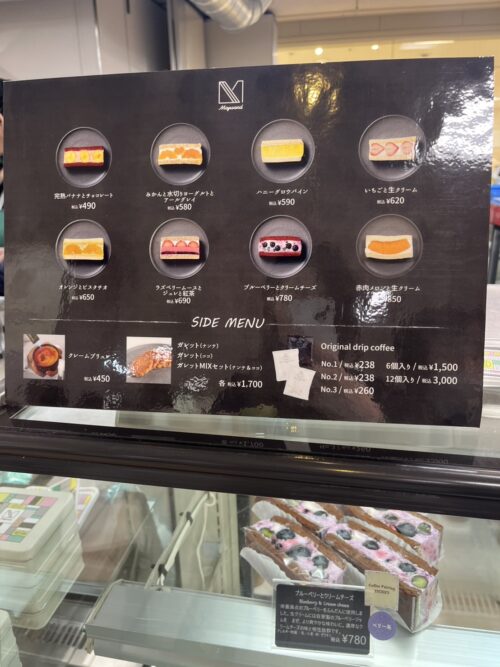 Mayuond
完熟バナナとチョコレート
税込 ¥490
みかんと水切りヨーグルトと
アールグレイ
税込 ¥580
ハニーグロウパイン
税込 ¥590
いちごと生クリーム
税込 ¥620
オレンジとピスタチオ
税込 ¥650
ラズベリームースと
ジュレと紅茶
税込 ¥690
ブルーベリーとクリームチーズ
税込 ¥780
赤肉メロンと生クリーム
850
SIDE MENU
クレームブリュレ
税込 ¥450
ガレット(ナンテ)
ガレット(ココ)
ガレットMIXセット(ナンテ&ココ)
各 税込 ¥1,700
Original drip coffee
No.1 / 税込 ¥238
No.2 / 税込 ¥238
No.3 / 税込 ¥260
6個入り / 税込 ¥1,500
12個入り / 税込 3,000
ブルーベリーとクリームチーズ
Blueberry & Cream cheese
税込 ¥780